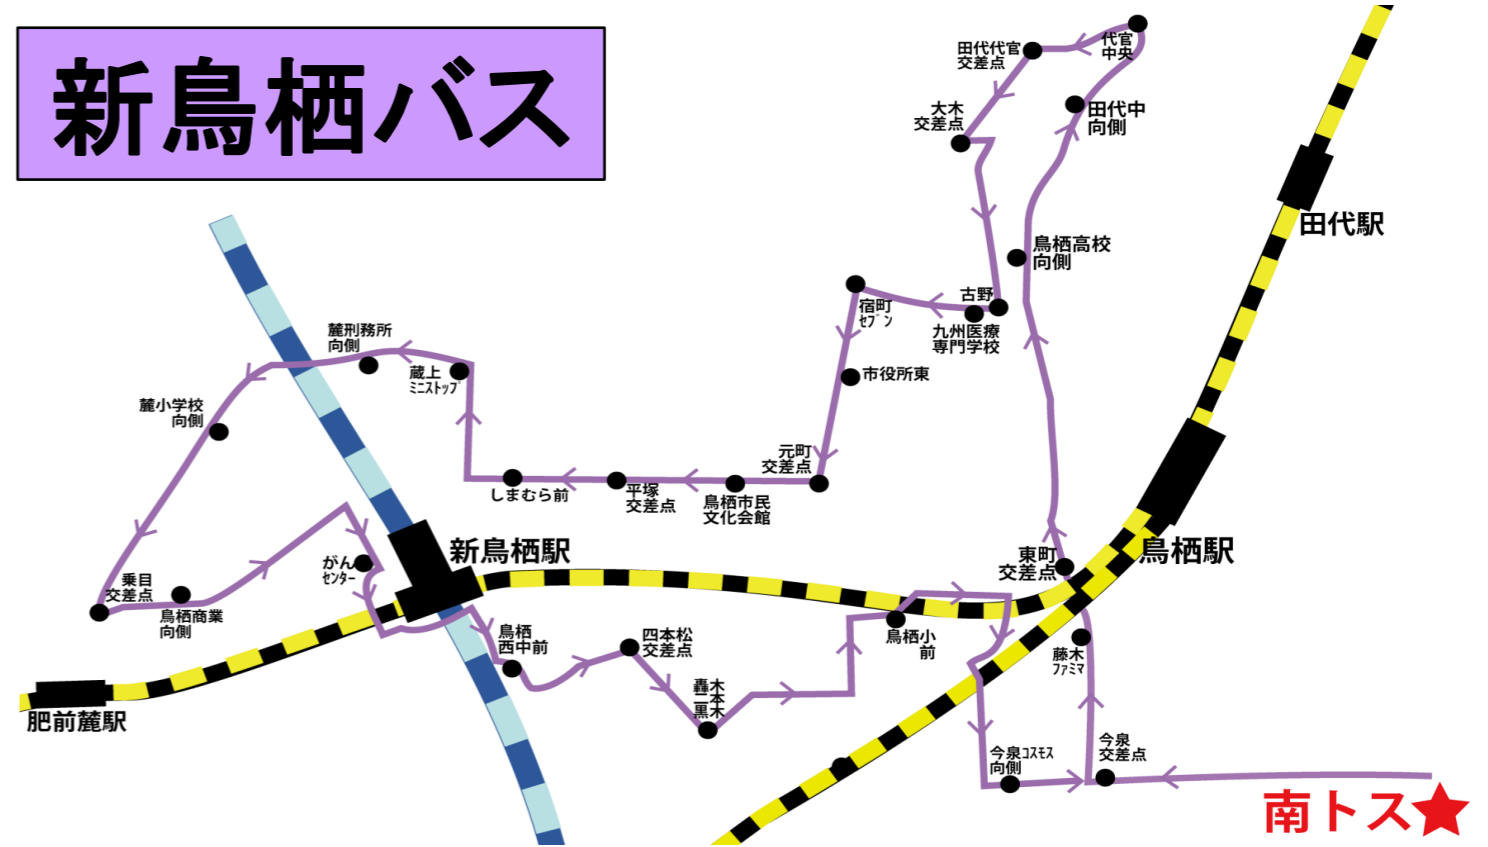 新鳥栖バス
田代代官
交差点
代官
中央
大木
交差点
田代中
向側
田代駅
鳥栖高校
向側
古野
九州医療
専門学校
宿町
ｾﾌﾞﾝ
市役所東
元町
交差点
鳥栖市民
文化会館
平塚
交差点
しまむら前
蔵上
ﾐﾆｽﾄｯﾌﾟ
麓刑務所
向側
麓小学校
向側
乗目
交差点
鳥栖商業
向側
がん
ｾﾝﾀｰ
新鳥栖駅
肥前麓駅
鳥栖
西中前
四本松
交差点
轟木
二本
黒木
鳥栖小
前
東町
交差点
鳥栖駅
藤木
ﾌｧﾐﾏ
今泉ｺｽﾓｽ
向側
今泉
交差点
南トス★